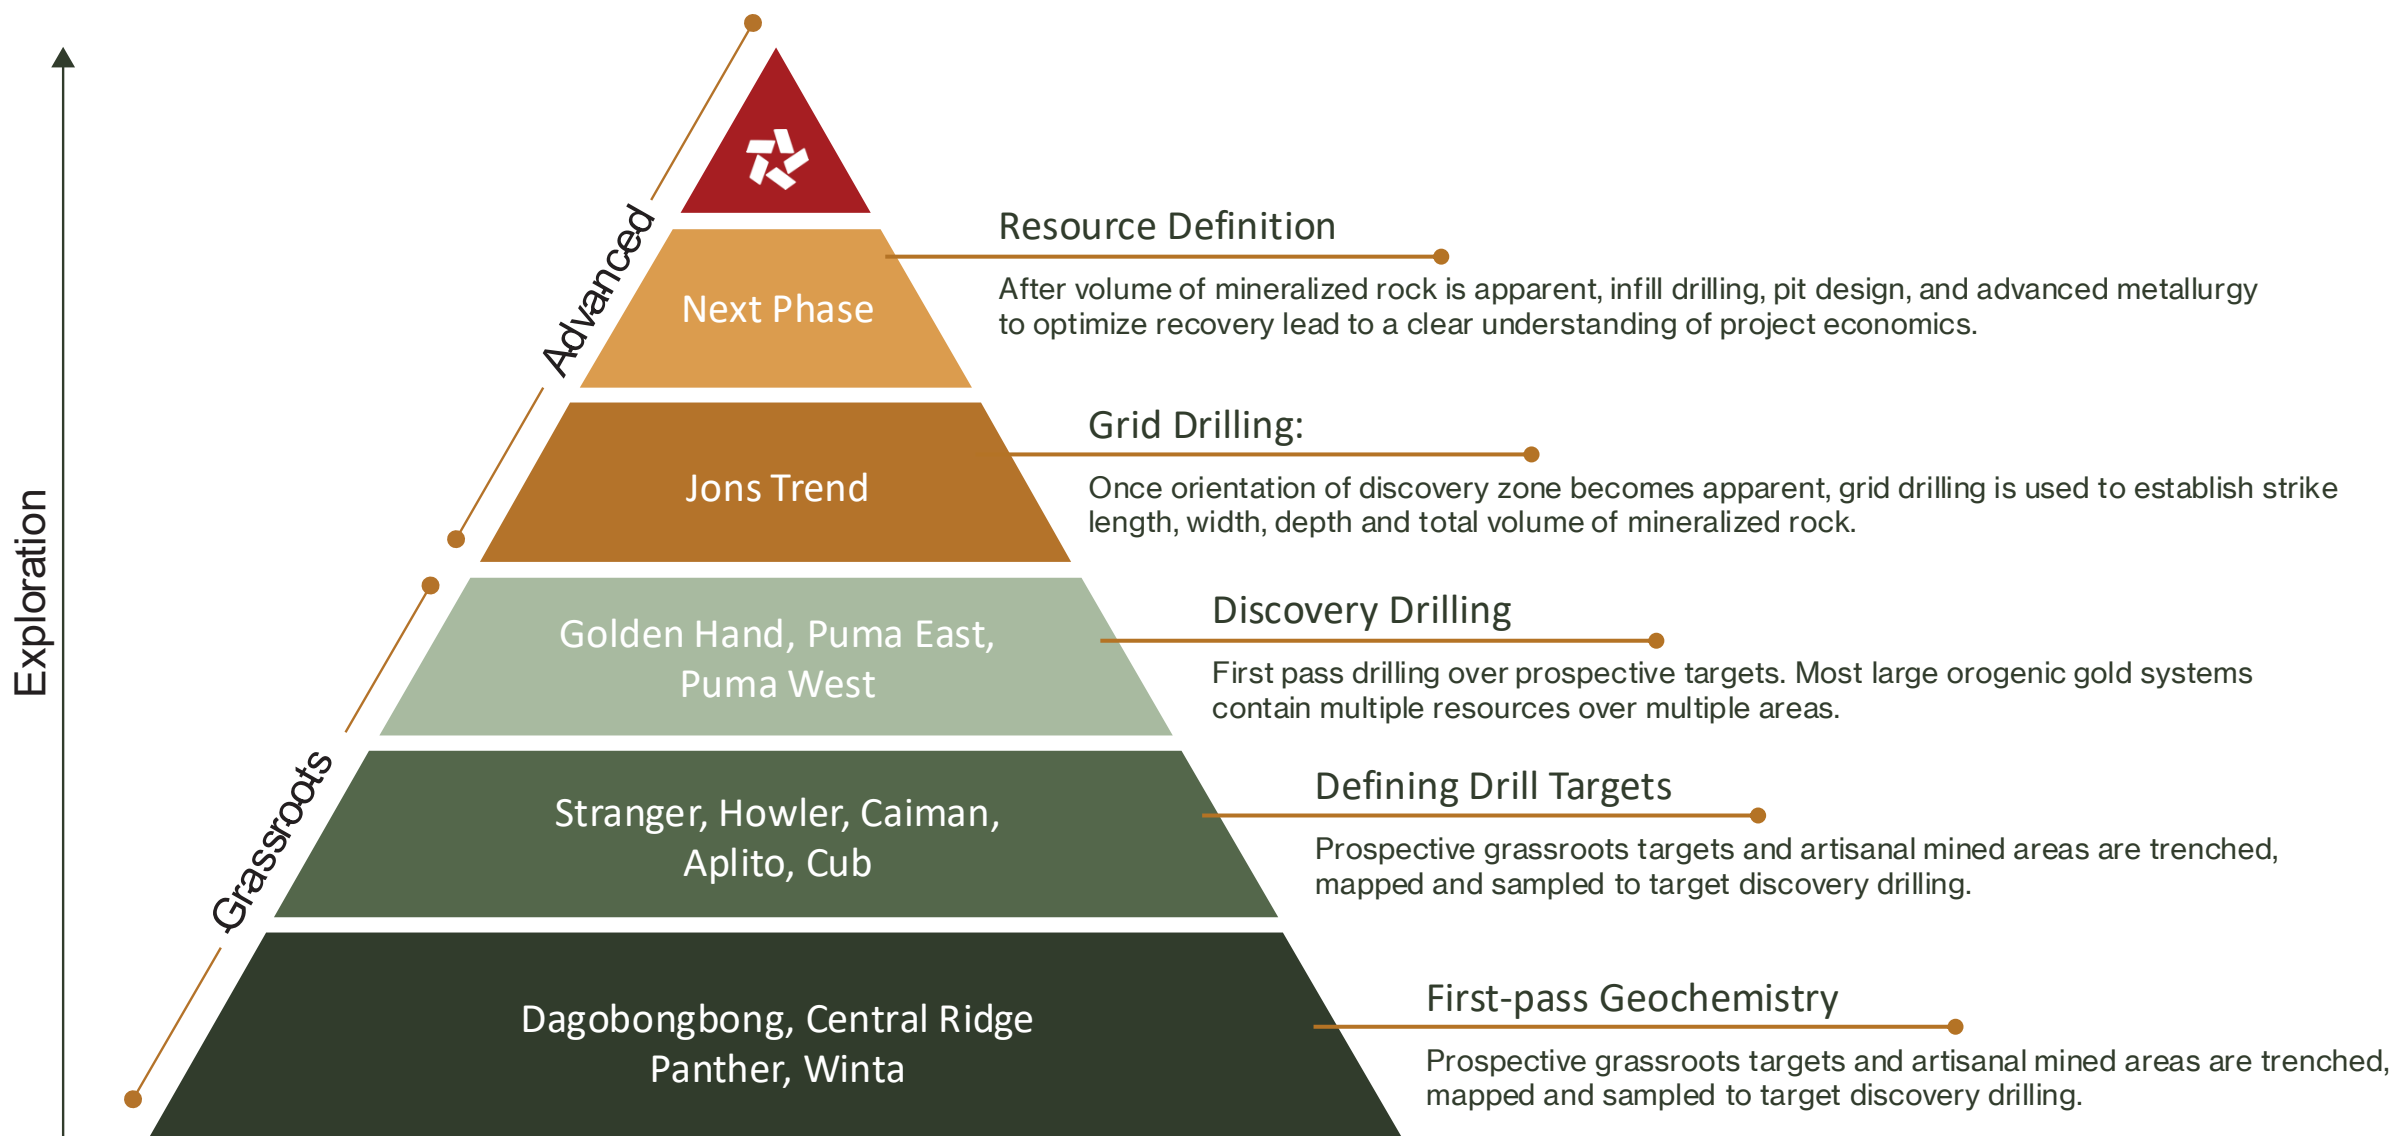 Exploration
Advanced
Grassroots
Next Phase
Resource Definition
After volume of mineralized rock is apparent, infill drilling, pit design, and advanced metallurgy
to optimize recovery lead to a clear understanding of project economics.
Jons Trend
Grid Drilling:
Once orientation of discovery zone becomes apparent, grid drilling is used to establish strike
length, width, depth and total volume of mineralized rock.
Golden Hand, Puma East,
Puma West
Discovery Drilling
First pass drilling over prospective targets. Most large orogenic gold systems
contain multiple resources over multiple areas.
Stranger, Howler, Caiman,
Aplito, Cub
Defining Drill Targets
Prospective grassroots targets and artisanal mined areas are trenched,
mapped and sampled to target discovery drilling.
Dagobongbong, Central Ridge
Panther, Winta
First-pass Geochemistry
Prospective grassroots targets and artisanal mined areas are trenched,
mapped and sampled to target discovery drilling.